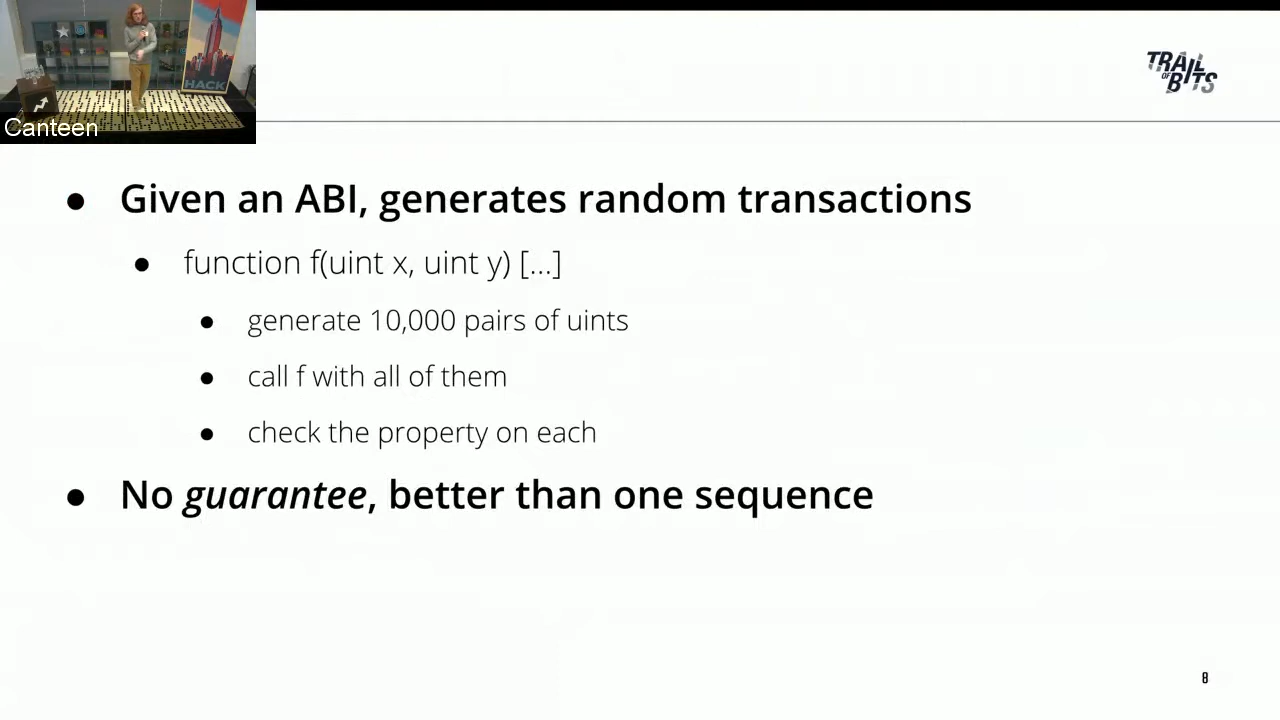 HACK
Canteen
TRAIL
OF
BITS
● Given an ABI, generates random transactions
● function f(uint x, uint y) [...]
● generate 10,000 pairs of uints
● call f with all of them
● check the property on each
● No guarantee, better than one sequence
8